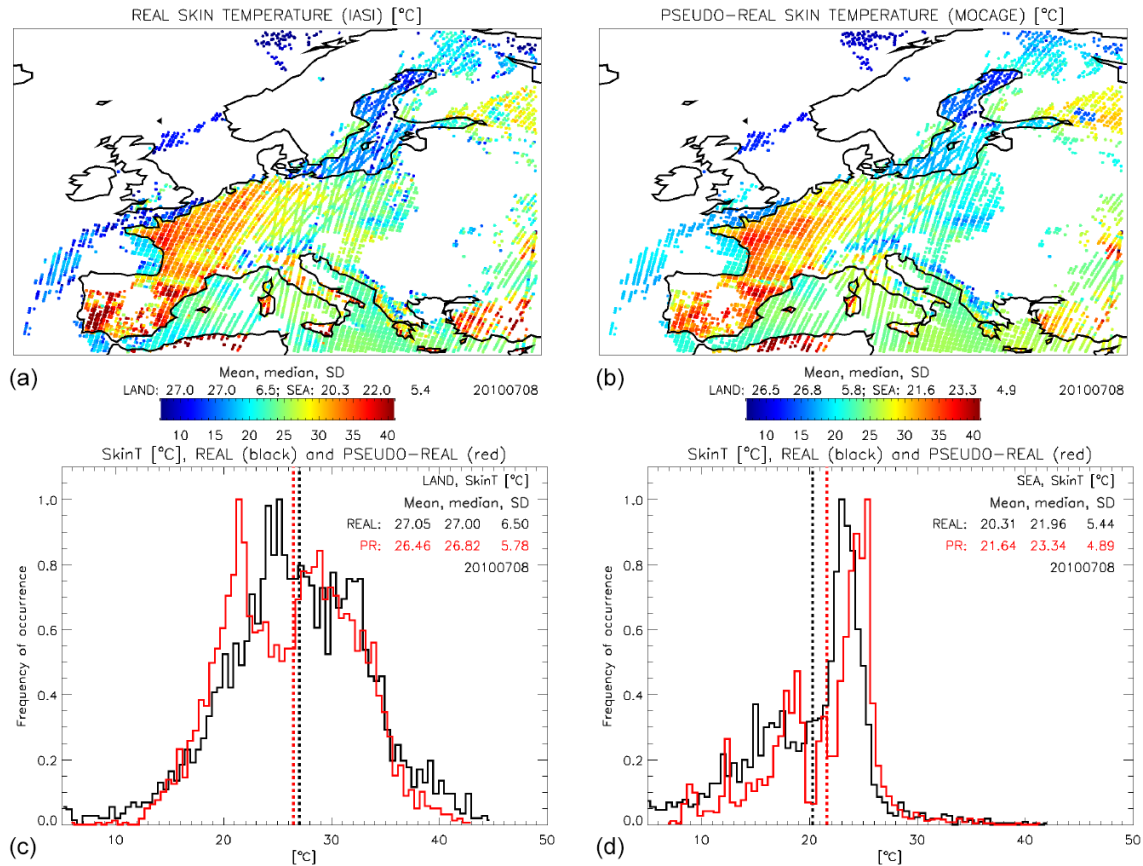 REAL SKIN TEMPERATURE (IASI) [°C]
PSEUDO-REAL SKIN TEMPERATURE (MOCAGE) [°C]
(a)
Mean, median, SD
LAND: 27.0 27.0 6.5; SEA: 20.3 22.0 5.4 20100708
10 15 20 25 30 35 40
(b)
Mean, median, SD
LAND: 26.5 26.8 5.8; SEA: 21.6 23.3 4.9 20100708
10 15 20 25 30 35 40
SkinT [°C], REAL (black) and PSEUDO-REAL (red)
LAND, SkinT [°C]
Mean, median, SD
REAL: 27.05 27.00 6.50
PR: 26.46 26.82 5.78
20100708
Frequency of occurrence
1.0
0.8
0.6
0.4
0.2
0.0
10 20 30 40 50
[°C]
(c)
SkinT [°C], REAL (black) and PSEUDO-REAL (red)
SEA, SkinT [°C]
Mean, median, SD
REAL: 20.31 21.96 5.44
PR: 21.64 23.34 4.89
20100708
Frequency of occurrence
1.0
0.8
0.6
0.4
0.2
0.0
10 20 30 40 50
[°C]
(d)